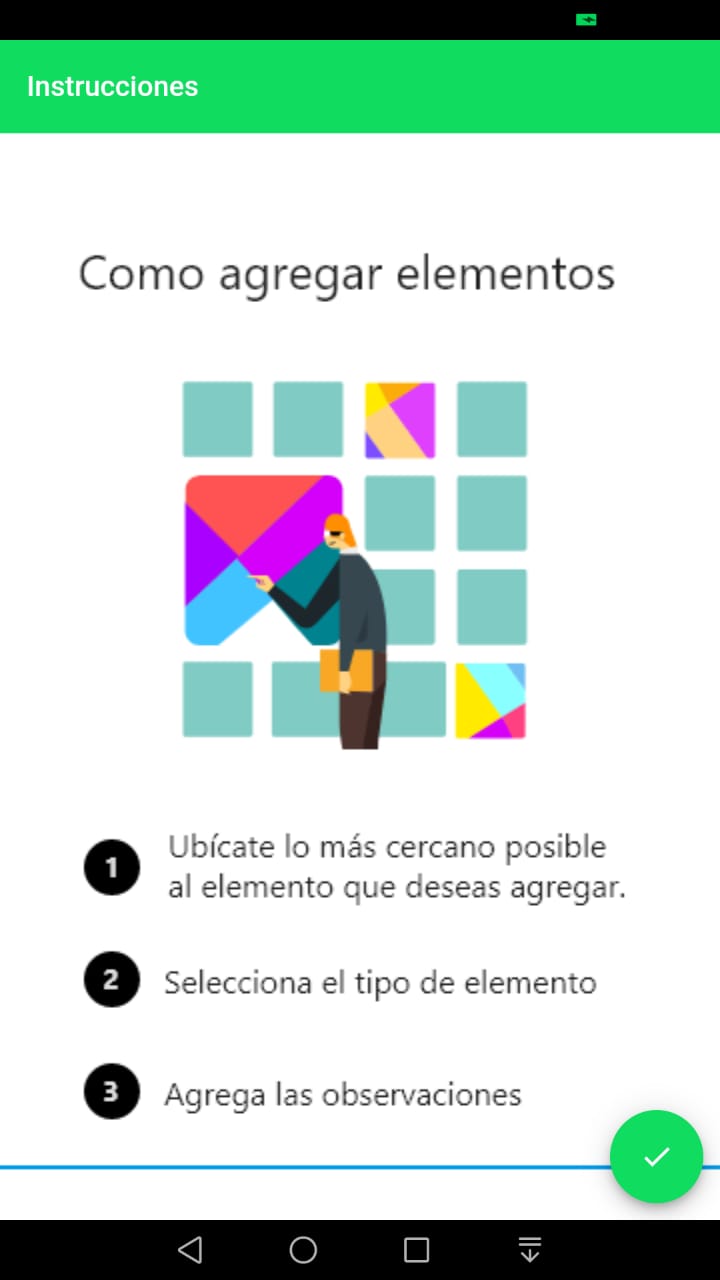 Instrucciones
Como agregar elementos
1
Ubícate lo más cercano posible
al elemento que deseas agregar.
2
Selecciona el tipo de elemento
3
Agrega las observaciones